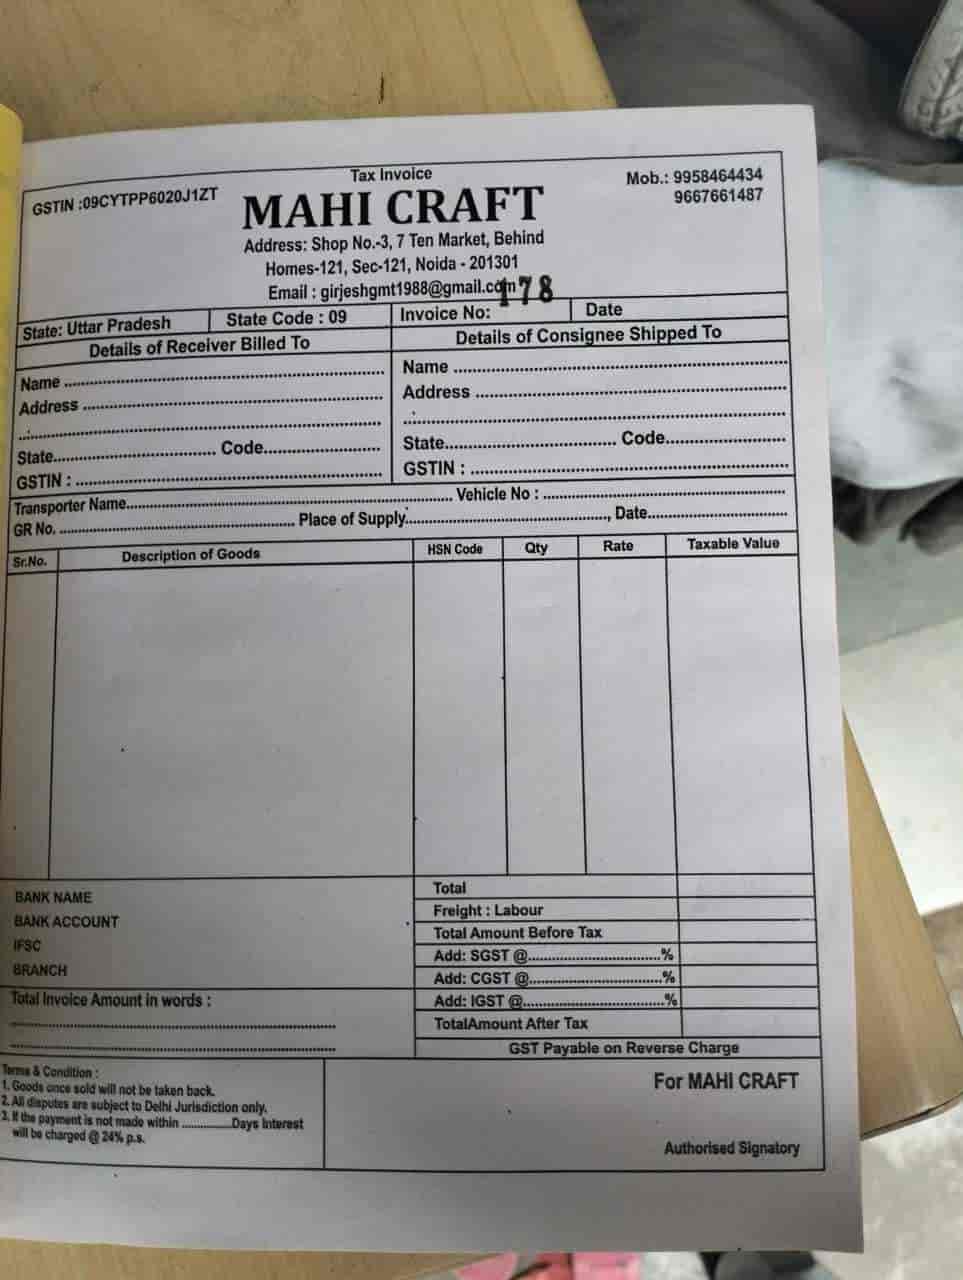 Tax Invoice
GSTIN :09CYTPP6020J1ZT
Mob.: 9958464434
9667661487
MAHI CRAFT
Address: Shop No.-3, 7 Ten Market, Behind
Homes-121, Sec-121, Noida - 201301
Email : girjeshgmt1988@gmail.com
State: Uttar Pradesh State Code : 09 Invoice No: 178 Date
Details of Receiver Billed To
Name
Address
State Code
GSTIN :
Details of Consignee Shipped To
Name
Address
State Code
GSTIN :
Transporter Name Vehicle No :
GR No. Place of Supply , Date
Sr.No. Description of Goods HSN Code Qty Rate Taxable Value
BANK NAME
BANK ACCOUNT
IFSC
BRANCH
Total Invoice Amount in words :
Total
Freight : Labour
Total Amount Before Tax
Add: SGST @ %
Add: CGST @ %
Add: IGST @ %
TotalAmount After Tax
GST Payable on Reverse Charge
Terms & Condition :
1. Goods once sold will not be taken back.
2. All disputes are subject to Delhi Jurisdiction only.
3. If the payment is not made within ..............Days Interest
will be charged @ 24% p.s.
For MAHI CRAFT
Authorised Signatory